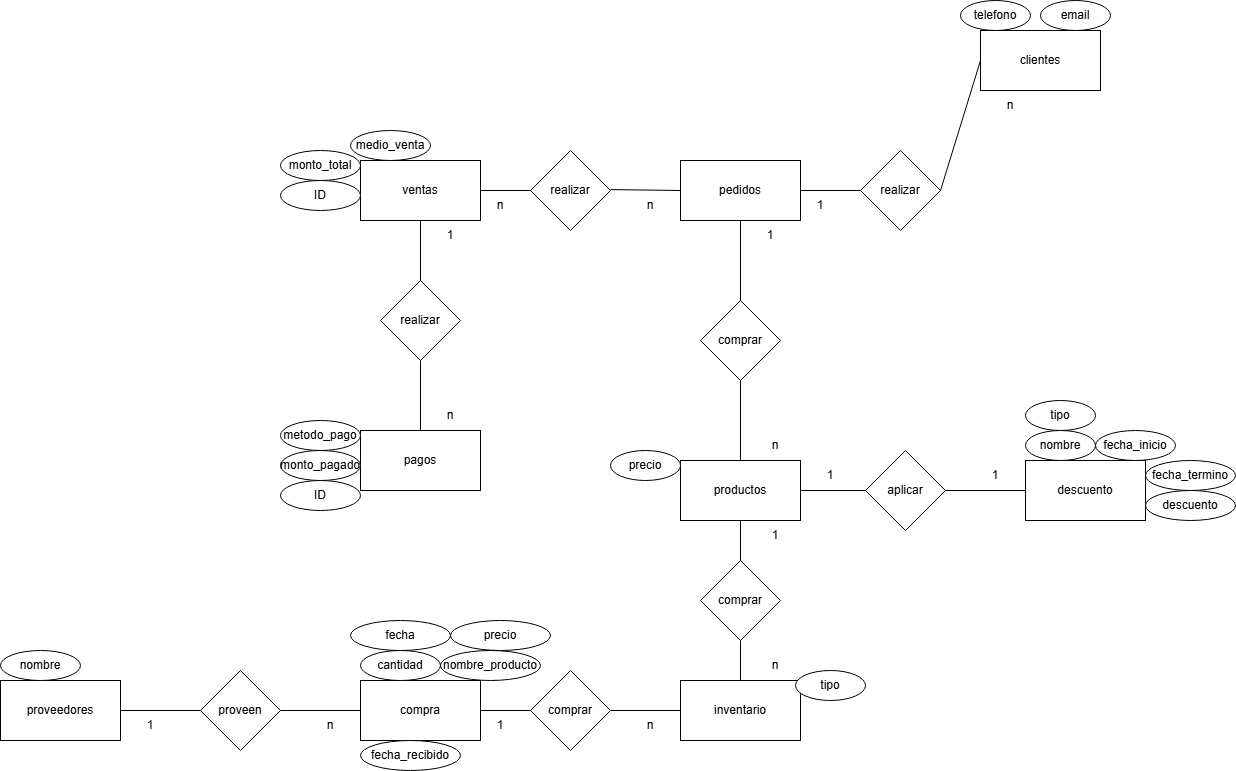 telefono
email
clientes
n
medio_venta
monto_total
ID
ventas
realizar
pedidos
realizar
n
n
1
1
1
realizar
comprar
n
metodo_pago
monto_pagado
ID
pagos
n
precio
productos
1
aplicar
1
tipo
nombre
fecha_inicio
fecha_termino
descuento
descuento
1
comprar
n
fecha
precio
cantidad
nombre_producto
nombre
tipo
proveedores
proveen
compra
comprar
inventario
1
n
1
n
fecha_recibido